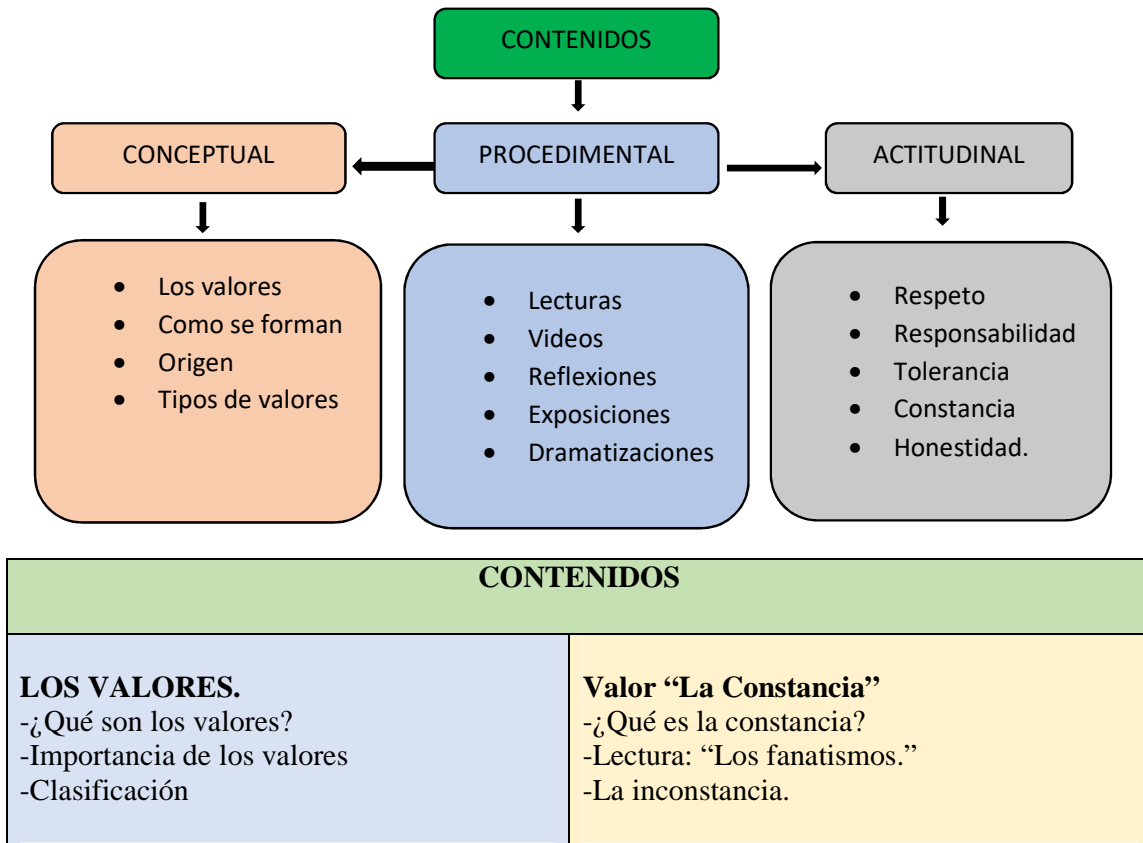 CONTENIDOS
CONCEPTUAL
PROCEDIMENTAL
ACTITUDINAL
• Los valores
• Como se forman
• Origen
• Tipos de valores
• Lecturas
• Videos
• Reflexiones
• Exposiciones
• Dramatizaciones
• Respeto
• Responsabilidad
• Tolerancia
• Constancia
• Honestidad.
CONTENIDOS
LOS VALORES.
-¿Qué son los valores?
-Importancia de los valores
-Clasificación
Valor “La Constancia”
-¿Qué es la constancia?
-Lectura: “Los fanatismos.”
-La inconstancia.